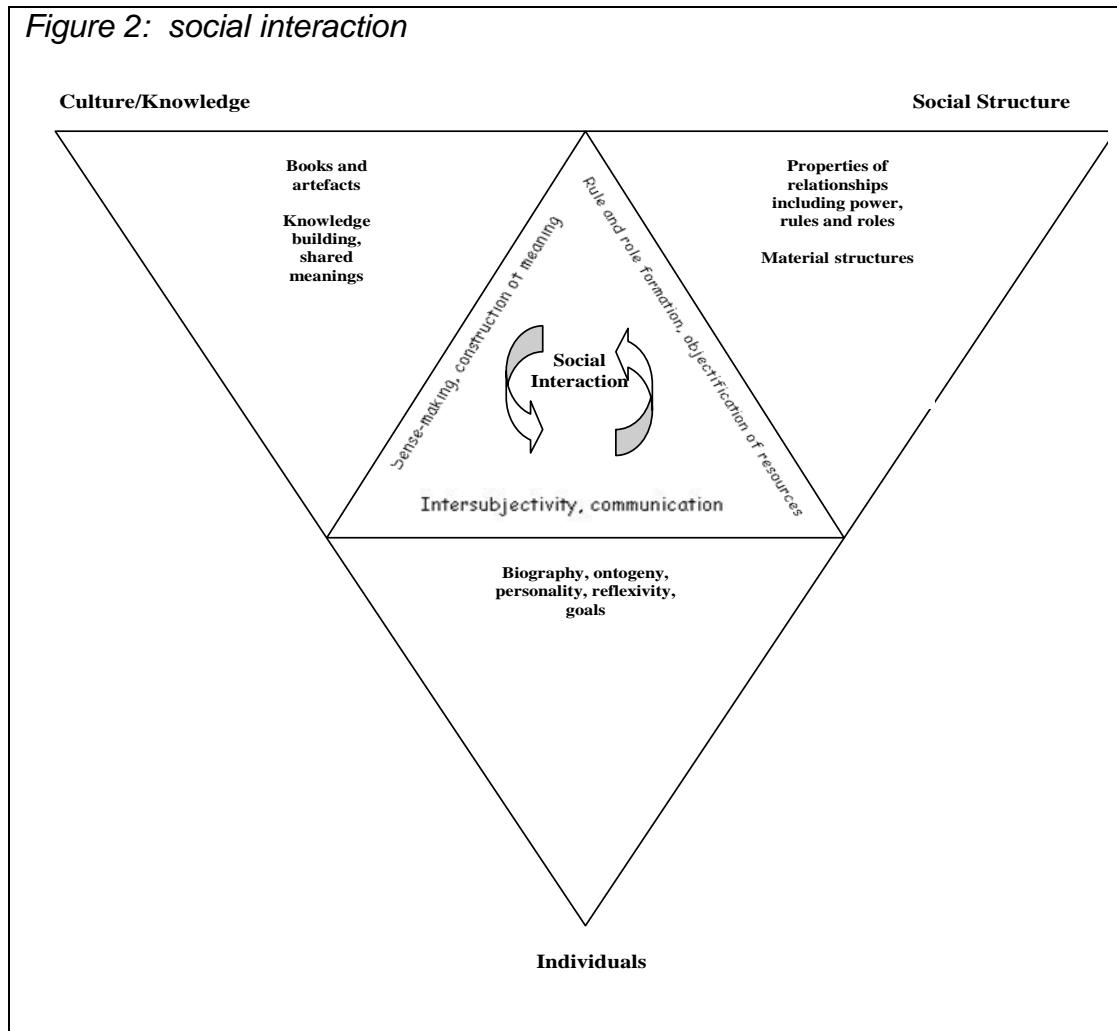 Figure 2:  social interaction
Culture/Knowledge
Social Structure
Books and
artefacts
Knowledge
building,
shared
meanings
Properties of
relationships
including power,
rules and roles
Material structures
Sense-making, construction of meaning
Rule and role formation, objectification of resources
Social
Interaction
Intersubjectivity, communication
Biography, ontogeny,
personality, reflexivity,
goals
Individuals